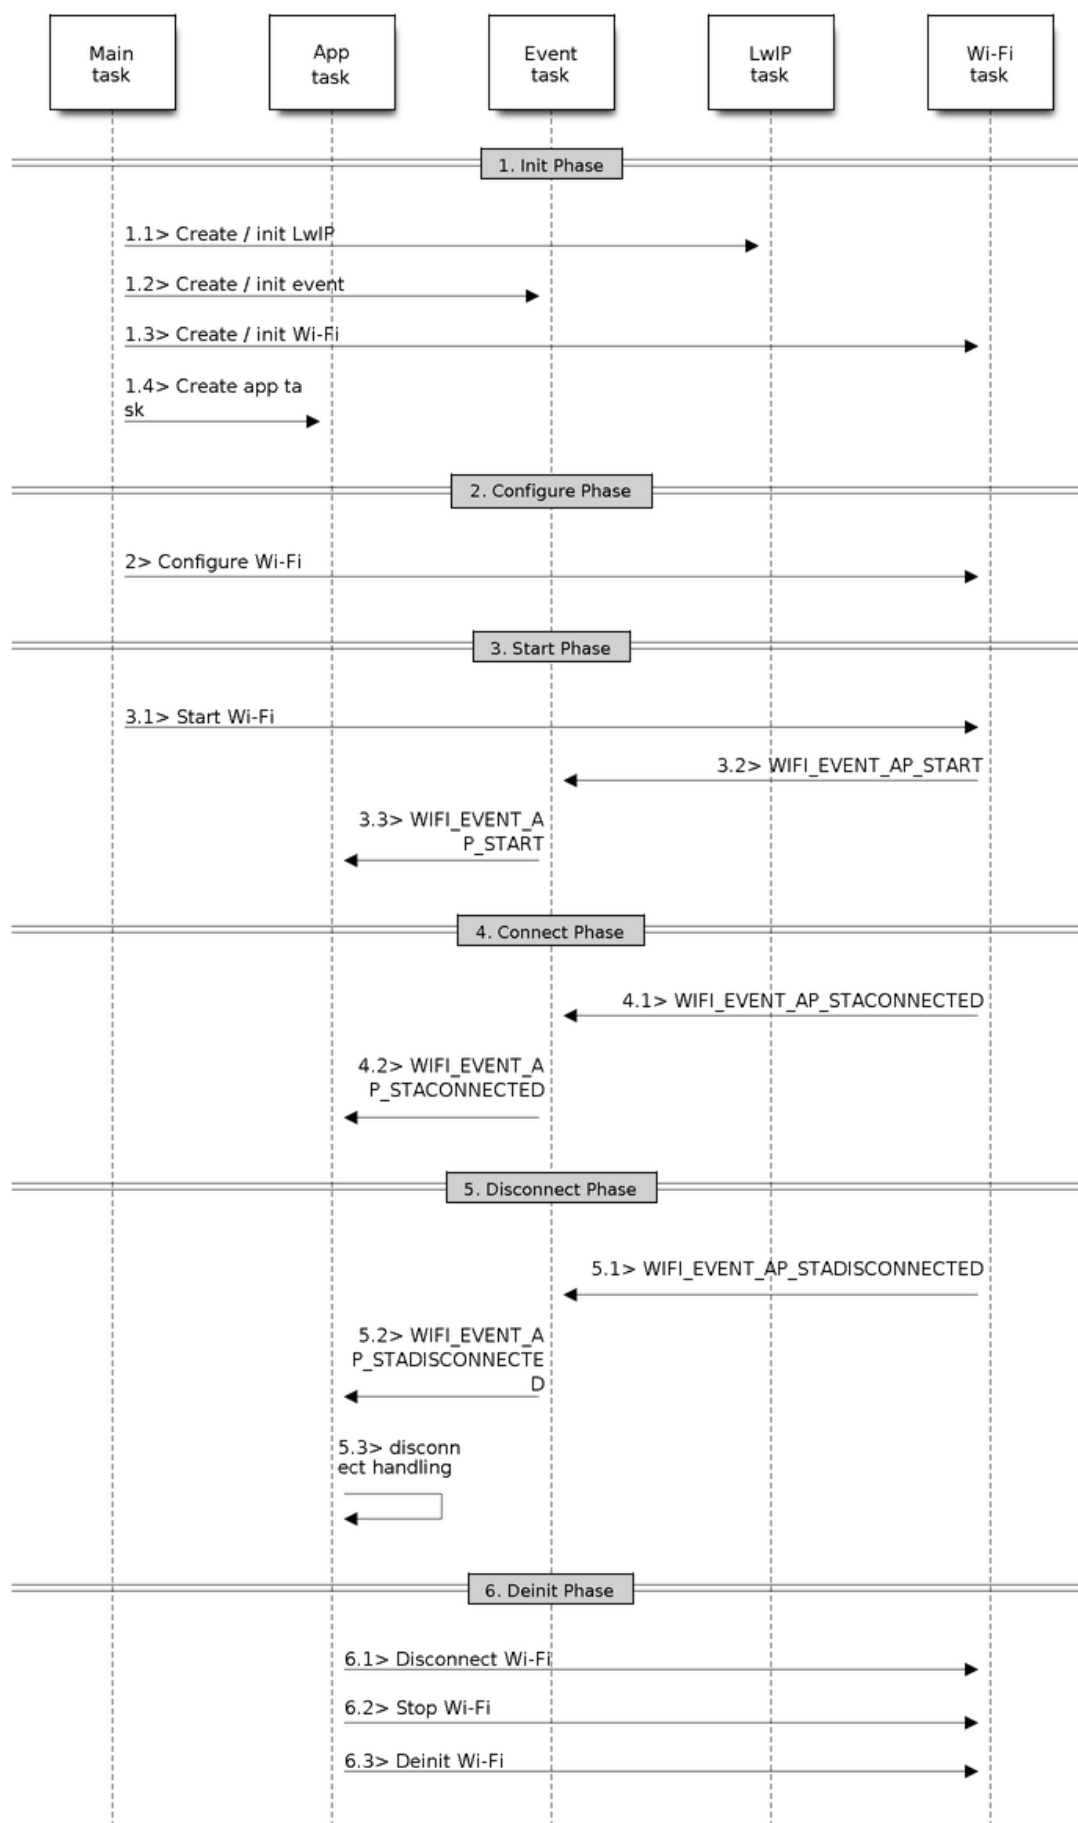 Main
task
App
task
Event
task
LwIP
task
Wi-Fi
task
1. Init Phase
1.1> Create / init LwIP
1.2> Create / init event
1.3> Create / init Wi-Fi
1.4> Create app ta
sk
2. Configure Phase
2> Configure Wi-Fi
3. Start Phase
3.1> Start Wi-Fi
3.2> WIFI_EVENT_AP_START
3.3> WIFI_EVENT_A
P_START
4. Connect Phase
4.1> WIFI_EVENT_AP_STACONNECTED
4.2> WIFI_EVENT_A
P_STACONNECTED
5. Disconnect Phase
5.1> WIFI_EVENT_AP_STADISCONNECTED
5.2> WIFI_EVENT_A
P_STADISCONNECTE
D
5.3> disconn
ect handling
6. Deinit Phase
6.1> Disconnect Wi-Fi
6.2> Stop Wi-Fi
6.3> Deinit Wi-Fi